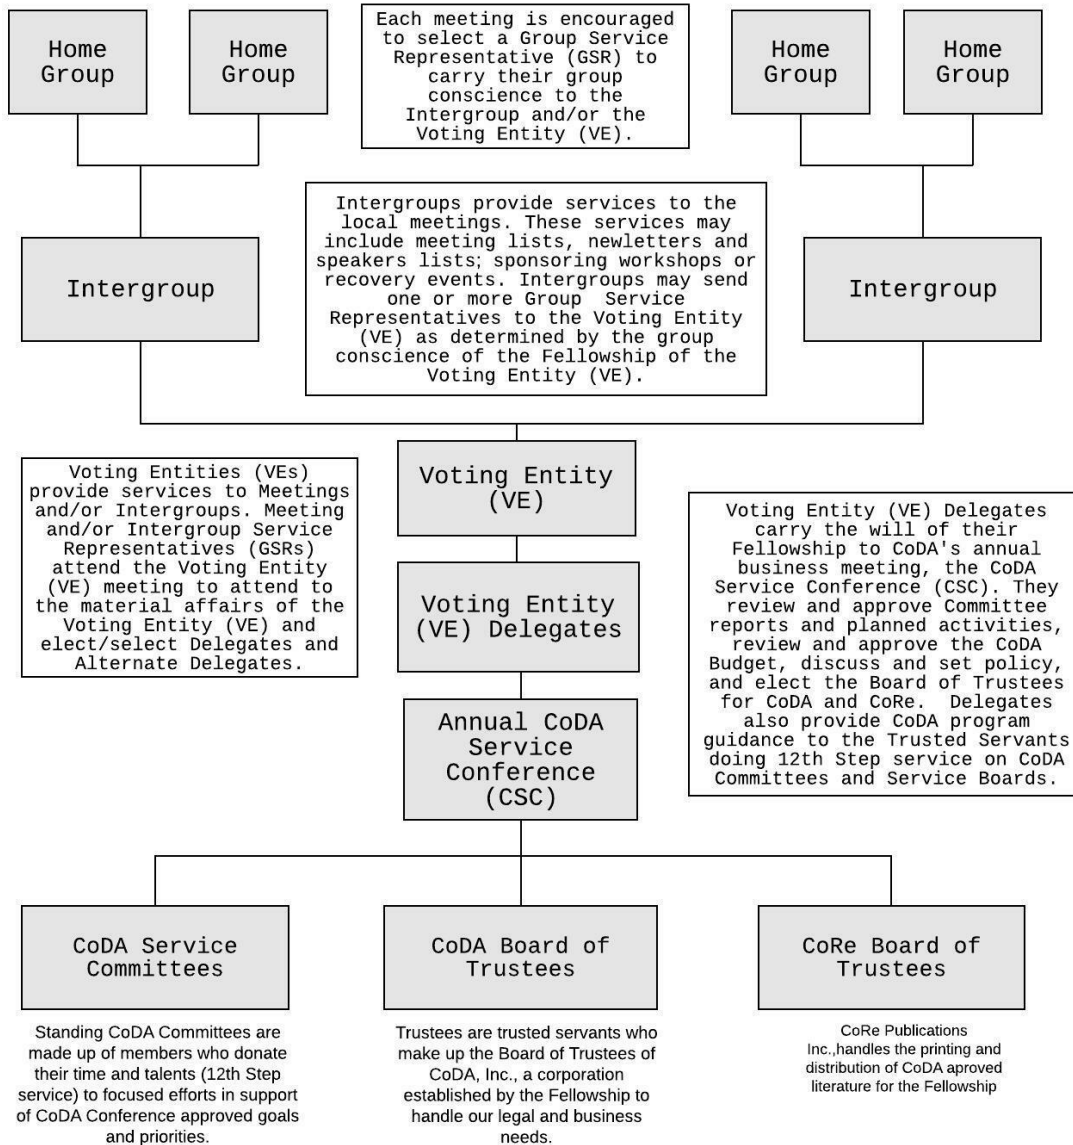 Home
Group
Home
Group
Each meeting is encouraged
to select a Group Service
Representative (GSR) to
carry their group
conscience to the
Intergroup and/or the
Voting Entity (VE).
Home
Group
Home
Group
Intergroup
Intergroups provide services to the
local meetings. These services may
include meeting lists, newletters and
speakers lists; sponsoring workshops or
recovery events. Intergroups may send
one or more Group  Service
Representatives to the Voting Entity
(VE) as determined by the group
conscience of the Fellowship of the
Voting Entity (VE).
Intergroup
Voting Entities (VEs)
provide services to Meetings
and/or Intergroups. Meeting
and/or Intergroup Service
Representatives (GSRs)
attend the Voting Entity
(VE) meeting to attend to
the material affairs of the
Voting Entity (VE) and
elect/select Delegates and
Alternate Delegates.
Voting Entity
(VE)
Voting Entity
(VE) Delegates
Annual CoDA
Service
Conference
(CSC)
Voting Entity (VE) Delegates
carry the will of their
Fellowship to CoDA's annual
business meeting, the CoDA
Service Conference (CSC). They
review and approve Committee
reports and planned activities,
review and approve the CoDA
Budget, discuss and set policy,
and elect the Board of Trustees
for CoDA and CoRe.  Delegates
also provide CoDA program
guidance to the Trusted Servants
doing 12th Step service on CoDA
Committees and Service Boards.
CoDA Service
Committees
CoDA Board of
Trustees
CoRe Board of
Trustees
Standing CoDA Committees are
made up of members who donate
their time and talents (12th Step
service) to focused efforts in support
of CoDA Conference approved goals
and priorities.
Trustees are trusted servants who
make up the Board of Trustees of
CoDA, Inc., a corporation
established by the Fellowship to
handle our legal and business
needs.
CoRe Publications
Inc.,handles the printing and
distribution of CoDA aproved
literature for the Fellowship